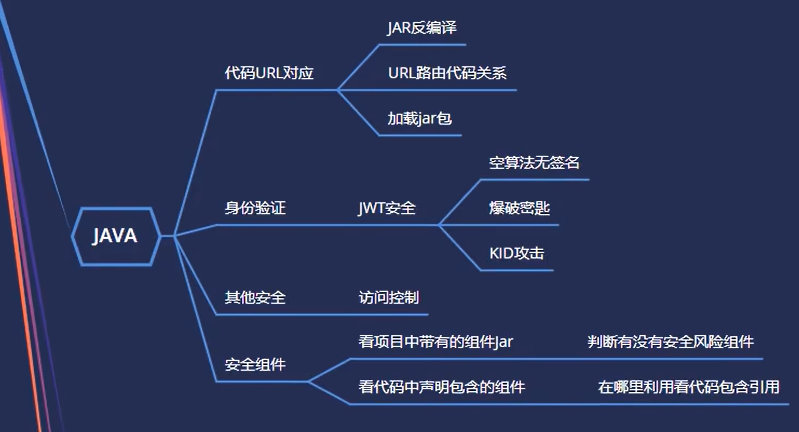 JAVA
代码URL对应
JAR反编译
URL路由代码关系
加载jar包
身份验证
JWT安全
空算法无签名
爆破密匙
KID攻击
其他安全
访问控制
安全组件
看项目中带有的组件Jar
判断有没有安全风险组件
看代码中声明包含的组件
在哪里利用看代码包含引用